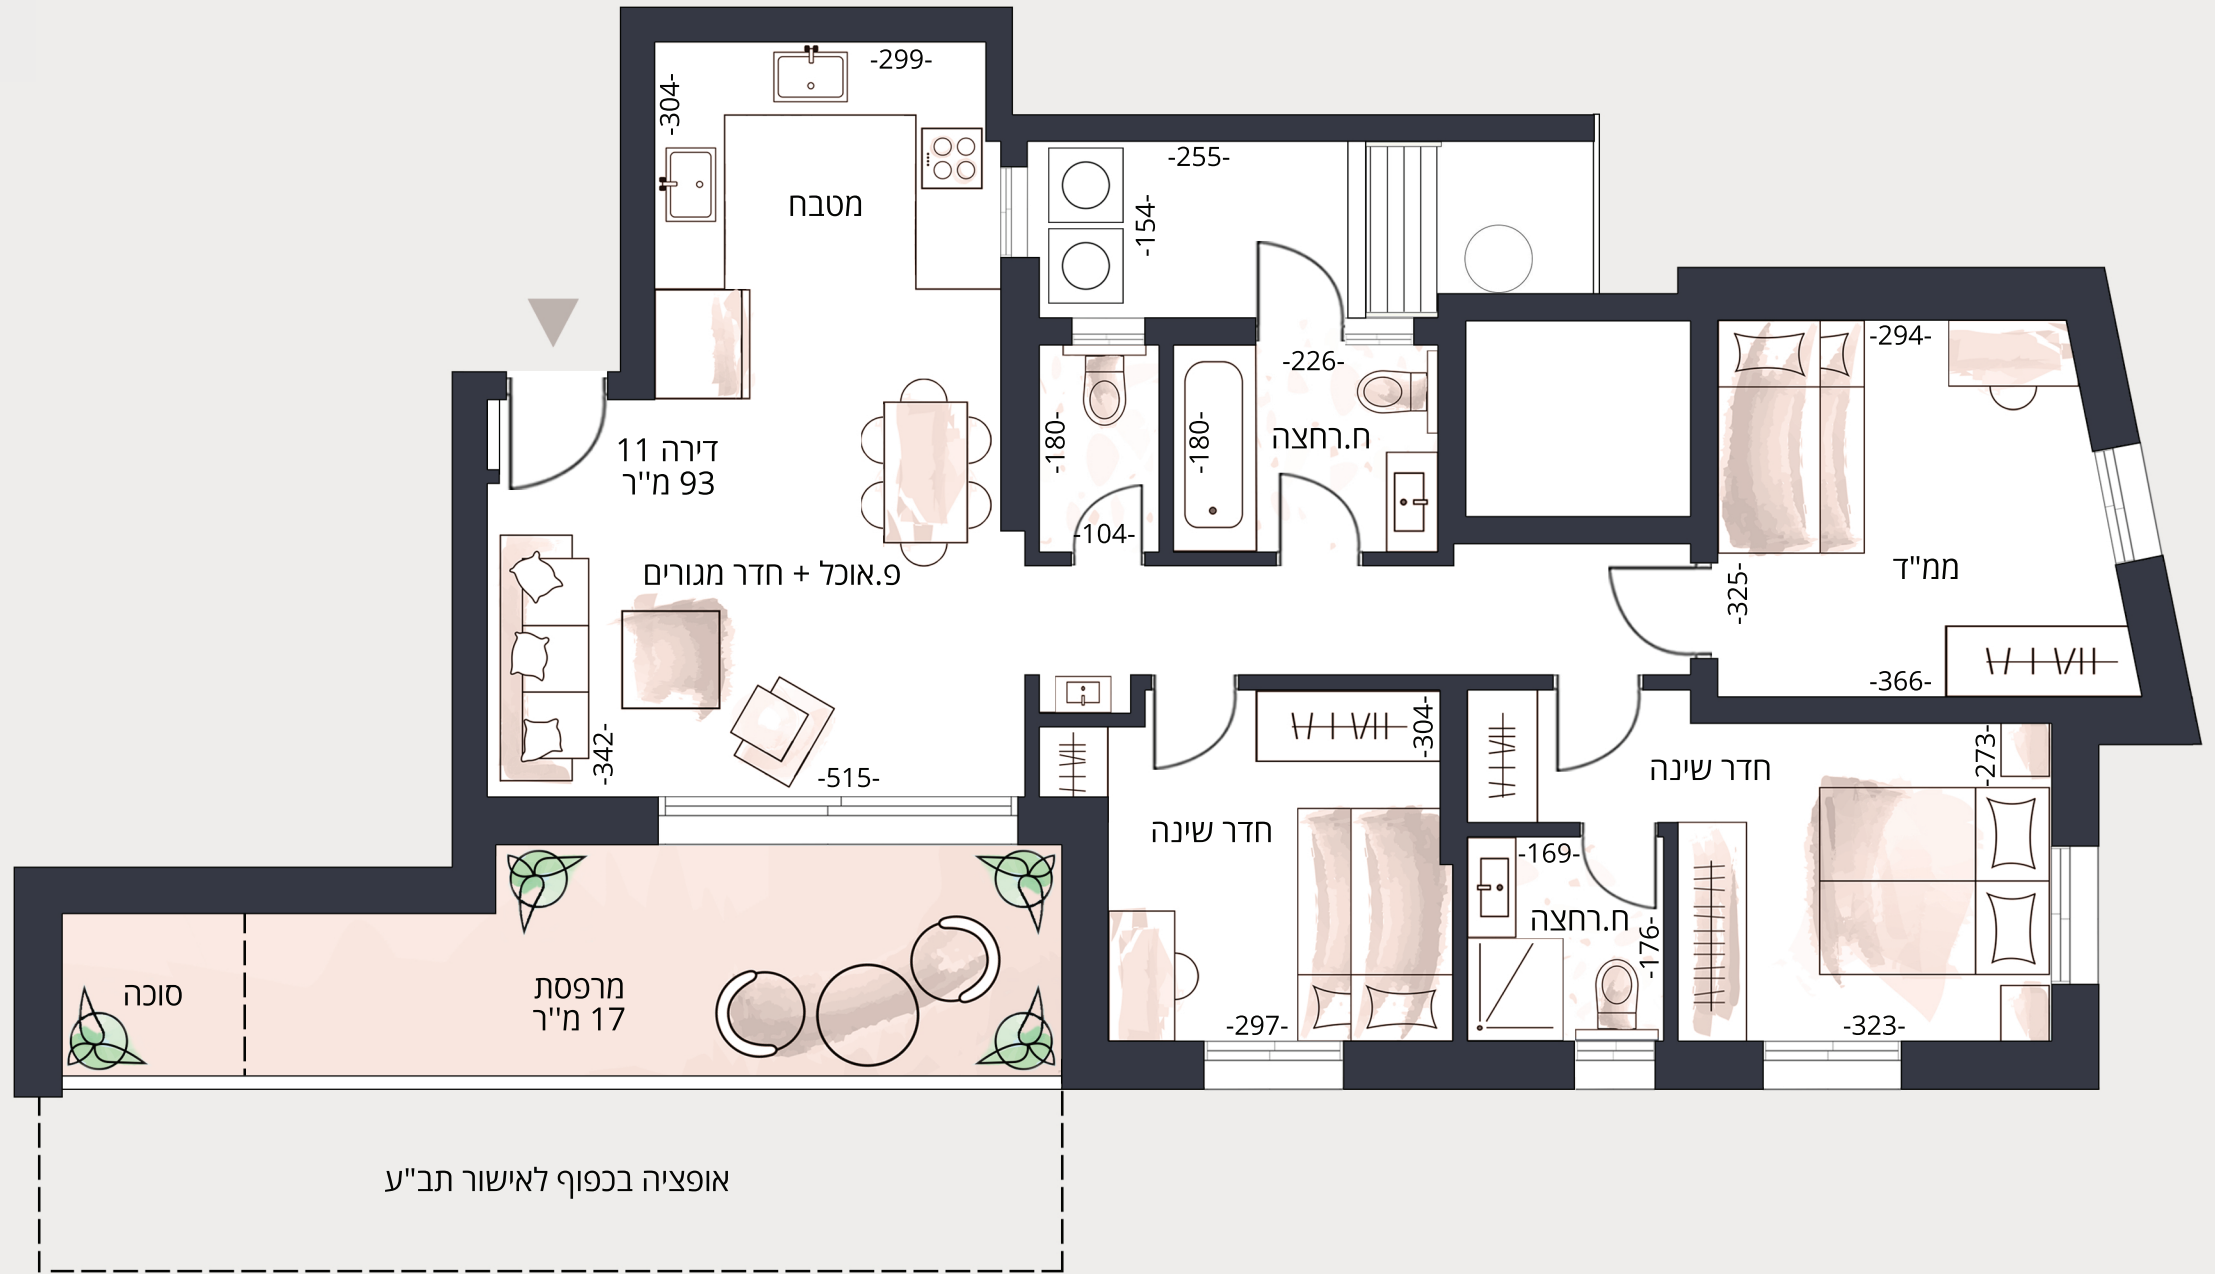 -299-
-304-
-255-
-154-
מטבח
-294-
-226-
דירה 11
93 מ''ר
-180-
-180-
ח.רחצה
-104-
פ.אוכל + חדר מגורים
ממ"ד
-325-
-366-
-342-
-515-
-304-
חדר שינה
-273-
חדר שינה
-169-
ח.רחצה
-176-
סוכה
מרפסת
17 מ''ר
-297-
-323-
אופציה בכפוף לאישור תב"ע